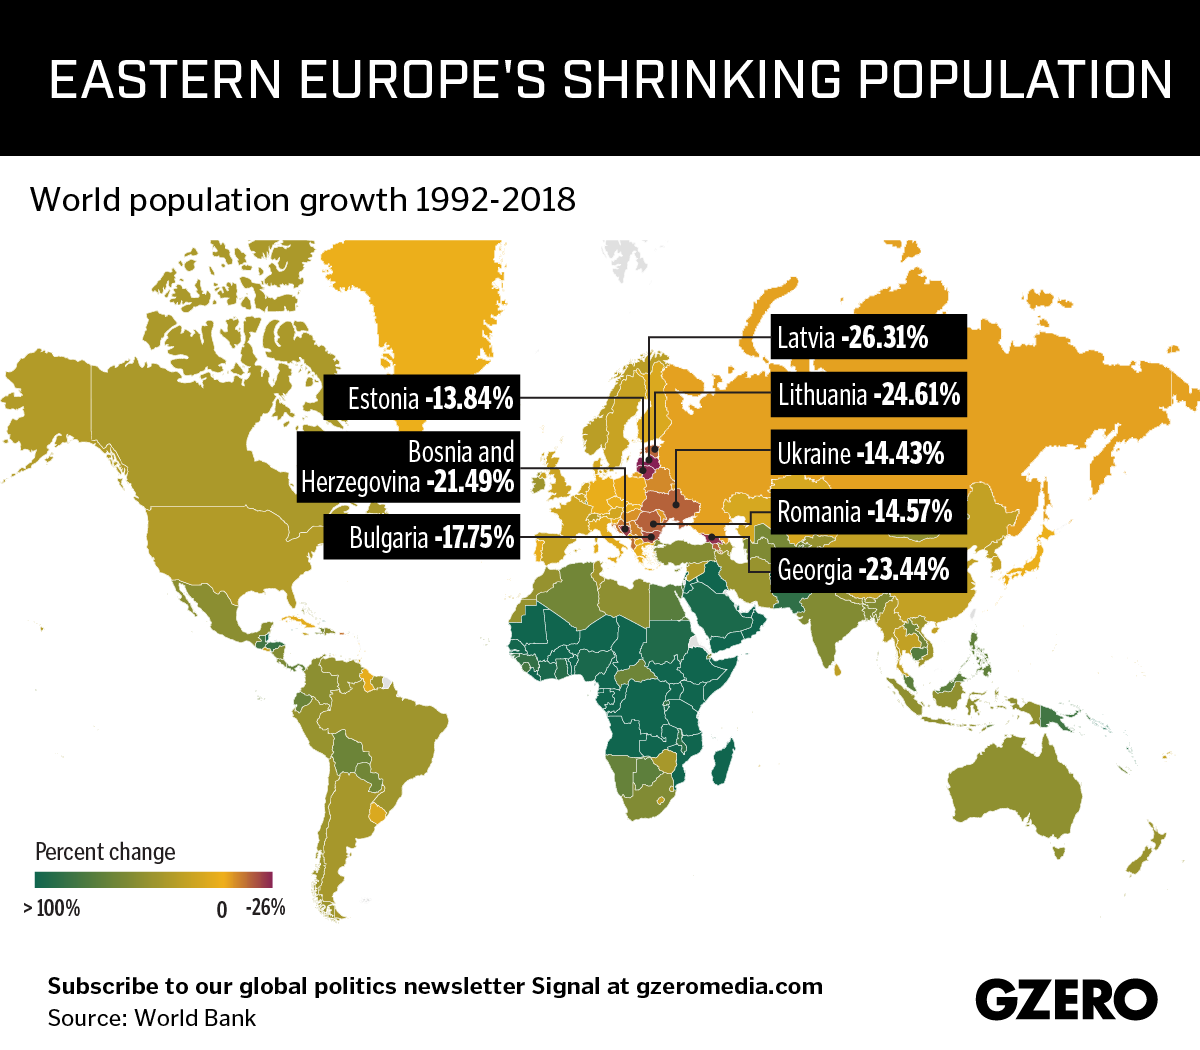 EASTERN EUROPE'S SHRINKING POPULATION
World population growth 1992-2018
Latvia -26.31%
Estonia -13.84%
Lithuania -24.61%
Bosnia and
Herzegovina -21.49%
Ukraine -14.43%
Romania -14.57%
Bulgaria -17.75%
Georgia -23.44%
Percent change
> 100% 0 -26%
Subscribe to our global politics newsletter Signal at gzeromedia.com
Source: World Bank
GZERO